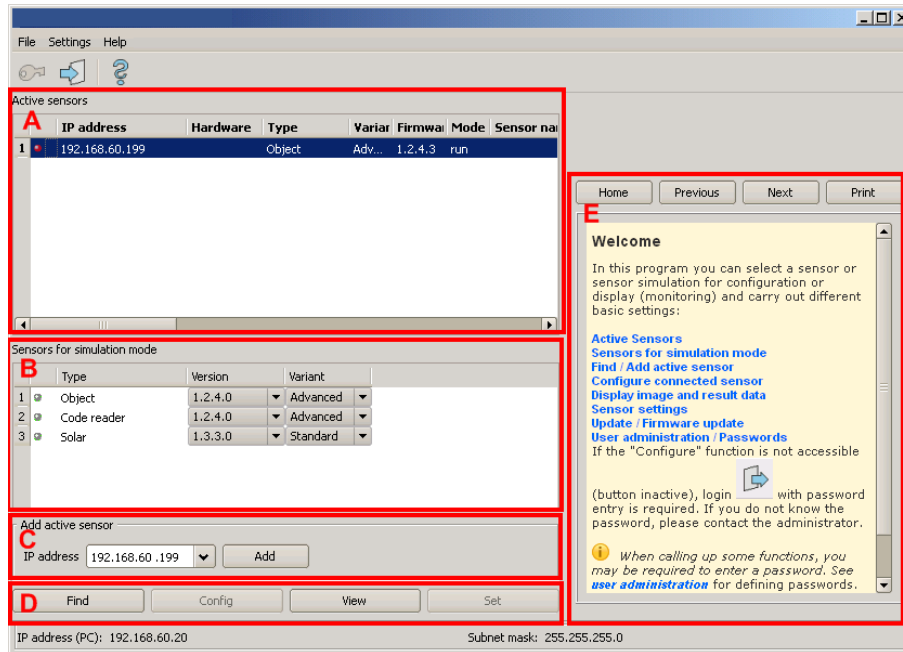 File Settings Help
Active sensors
A
IP address Hardware Type Variar Firmwar Mode Sensor nar
1 192.168.60.199 Object Adv... 1.2.4.3 run
Sensors for simulation mode
B
Type Version Variant
1 Object 1.2.4.0 Advanced
2 Code reader 1.2.4.0 Advanced
3 Solar 1.3.3.0 Standard
Add active sensor
C
IP address 192.168.60 .199 Add
D
Find Config View Set
Home Previous Next Print
E
Welcome
In this program you can select a sensor or
sensor simulation for configuration or
display (monitoring) and carry out different
basic settings:
Active Sensors
Sensors for simulation mode
Find / Add active sensor
Configure connected sensor
Display image and result data
Sensor settings
Update / Firmware update
User administration / Passwords
If the "Configure" function is not accessible
(button inactive), login with password
entry is required. If you do not know the
password, please contact the administrator.
When calling up some functions, you
may be required to enter a password. See
user administration for defining passwords.
IP address (PC): 192.168.60.20 Subnet mask: 255.255.255.0